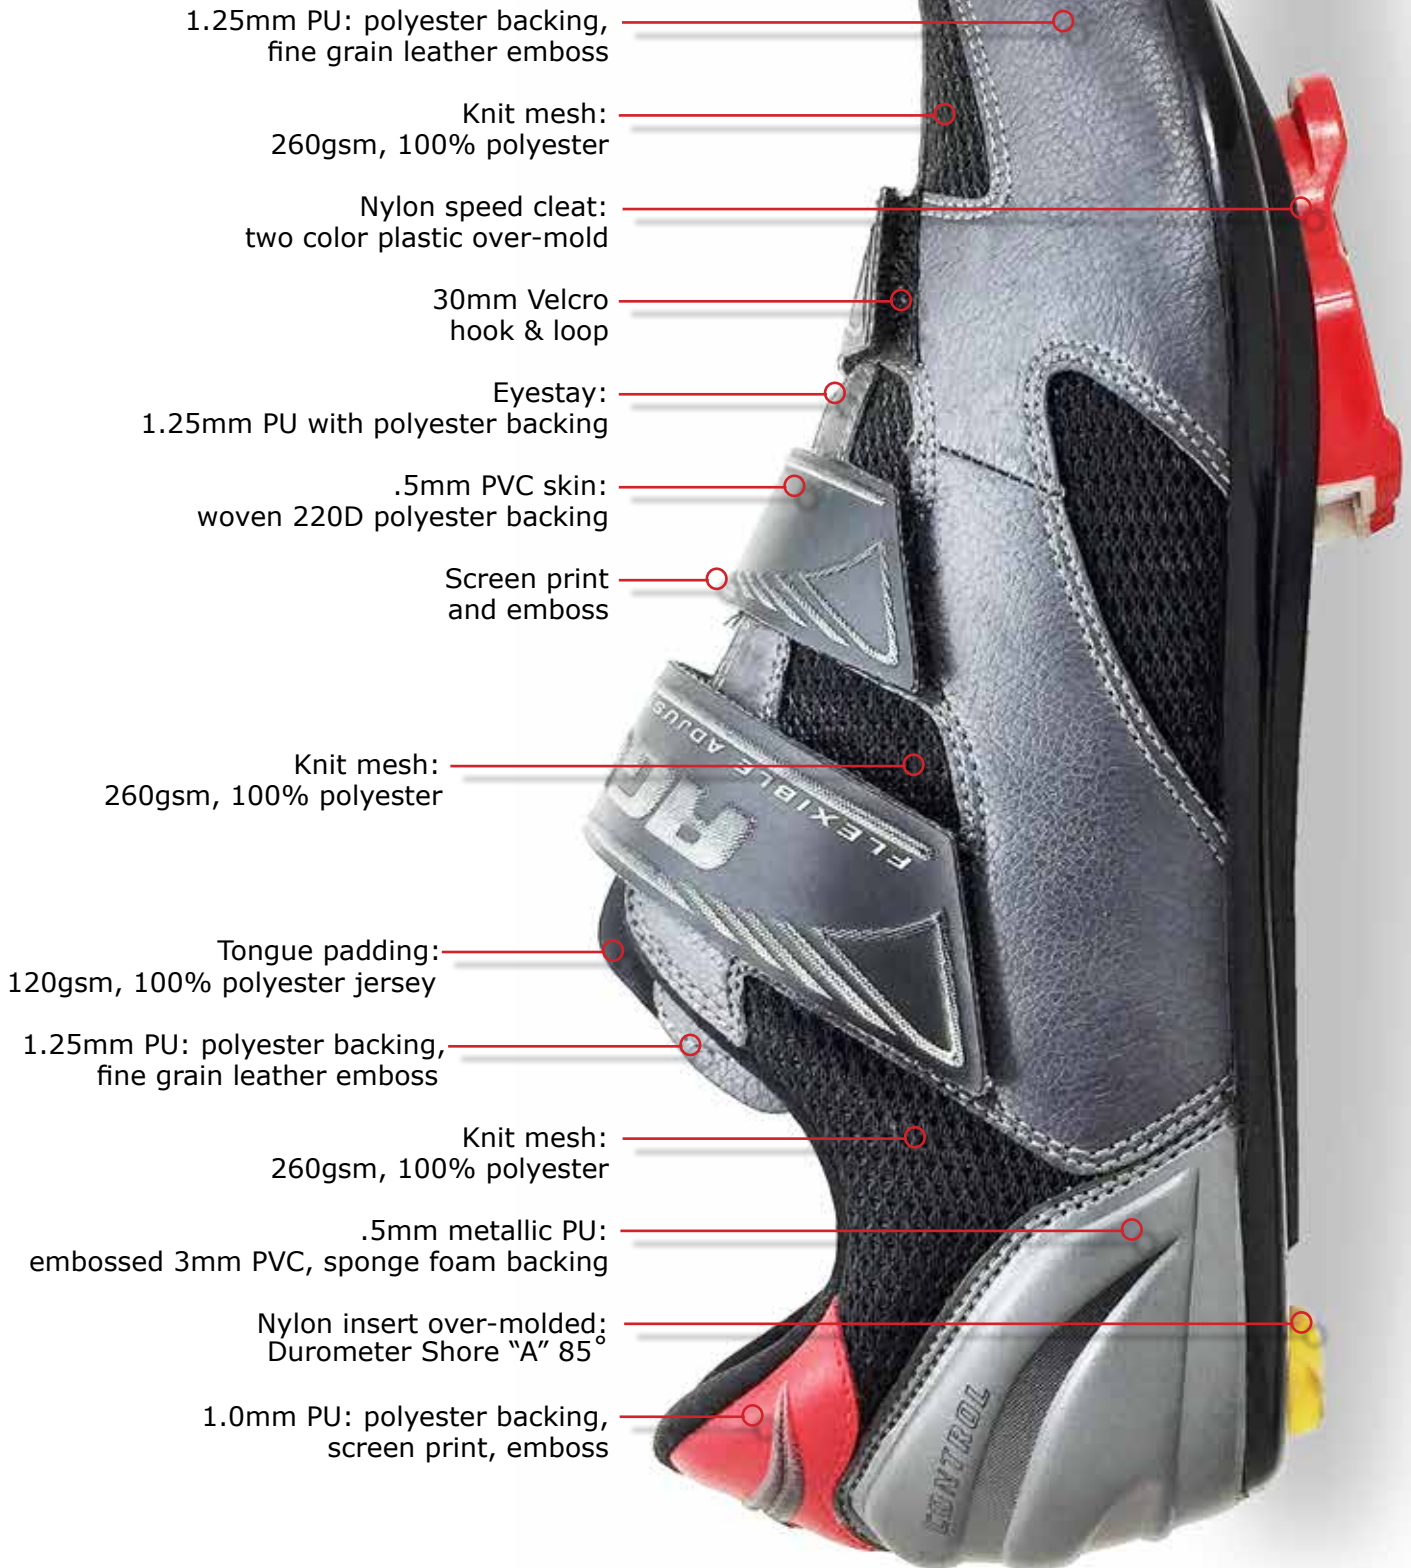 1.25mm PU: polyester backing,
fine grain leather emboss
Knit mesh:
260gsm, 100% polyester
Nylon speed cleat:
two color plastic over-mold
30mm Velcro
hook & loop
Eyestay:
1.25mm PU with polyester backing
.5mm PVC skin:
woven 220D polyester backing
Screen print
and emboss
Knit mesh:
260gsm, 100% polyester
Tongue padding:
120gsm, 100% polyester jersey
1.25mm PU: polyester backing,
fine grain leather emboss
Knit mesh:
260gsm, 100% polyester
.5mm metallic PU:
embossed 3mm PVC, sponge foam backing
Nylon insert over-molded:
Durometer Shore “A” 85°
1.0mm PU: polyester backing,
screen print, emboss
FLEXIBLE ADJUS
CONTROL